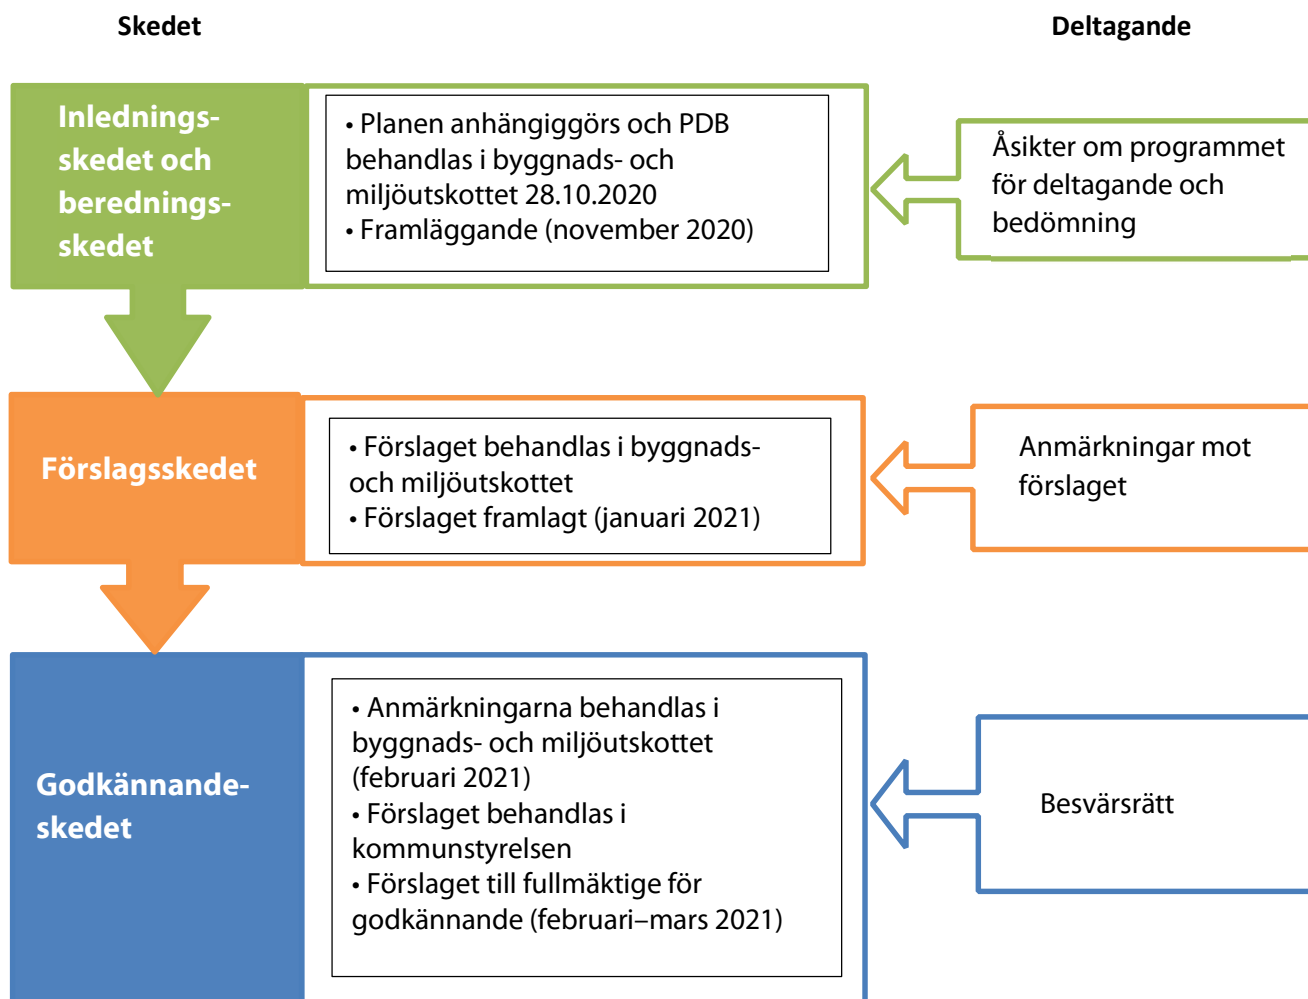 Skedet
Deltagande
Inlednings-
skedet och
berednings-
skedet
• Planen anhängiggörs och PDB
behandlas i byggnads- och
miljöutskottet 28.10.2020
• Framläggande (november 2020)
Åsikter om programmet
för deltagande och
bedömning
Förslagsskedet
• Förslaget behandlas i byggnads-
och miljöutskottet
• Förslaget framlagt (januari 2021)
Anmärkningar mot
förslaget
Godkännande-
skedet
• Anmärkningarna behandlas i
byggnads- och miljöutskottet
(februari 2021)
• Förslaget behandlas i
kommunstyrelsen
• Förslaget till fullmäktige för
godkännande (februari–mars 2021)
Besvärsrätt